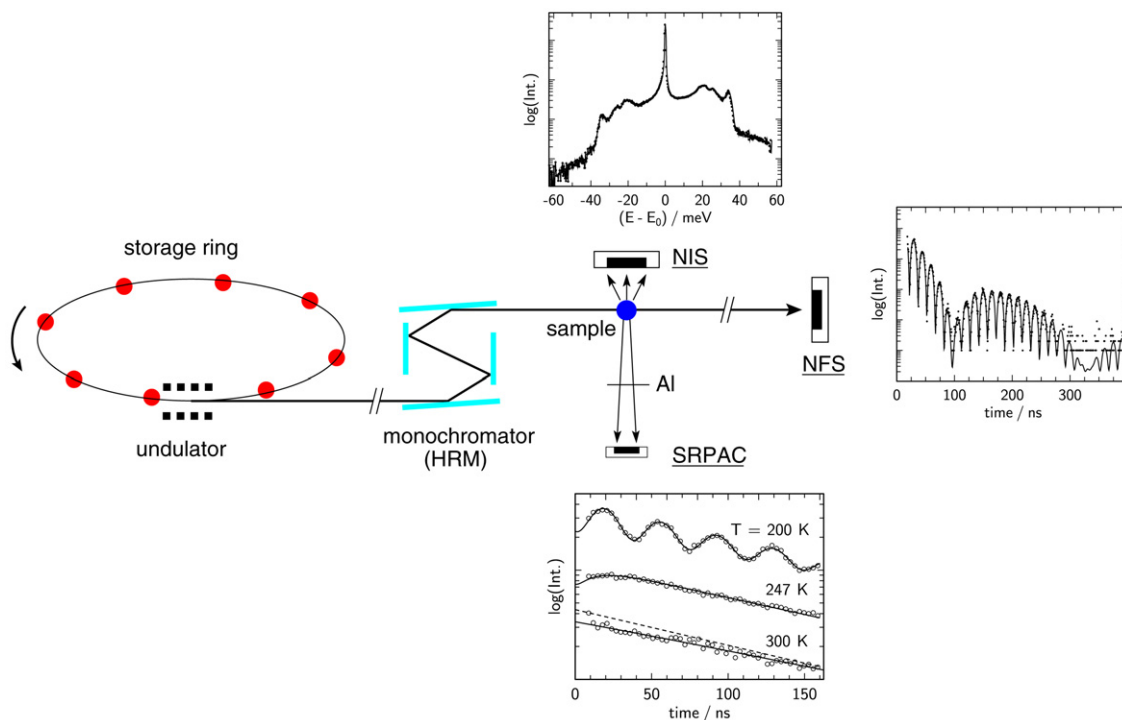 log(Int.)
-60 -40 -20 0 20 40 60
(E - E0) / meV
storage ring
undulator
monochromator
(HRM)
NIS
sample
Al
SRPAC
NFS
log(Int.)
0 100 200 300
time / ns
T = 200 K
247 K
300 K
log(Int.)
0 50 100 150
time / ns